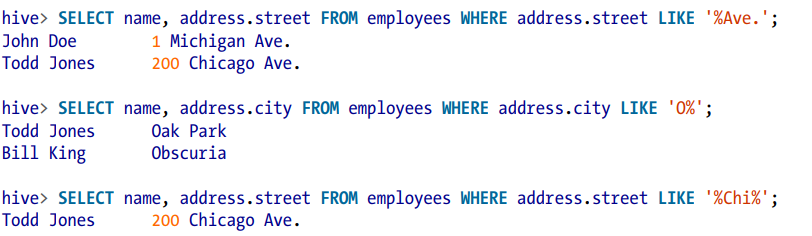 hive> SELECT name, address.street FROM employees WHERE address.street LIKE '%Ave.';
John Doe 1 Michigan Ave.
Todd Jones 200 Chicago Ave.
hive> SELECT name, address.city FROM employees WHERE address.city LIKE 'O%';
Todd Jones Oak Park
Bill King Obscuria
hive> SELECT name, address.street FROM employees WHERE address.street LIKE '%Chi%';
Todd Jones 200 Chicago Ave.